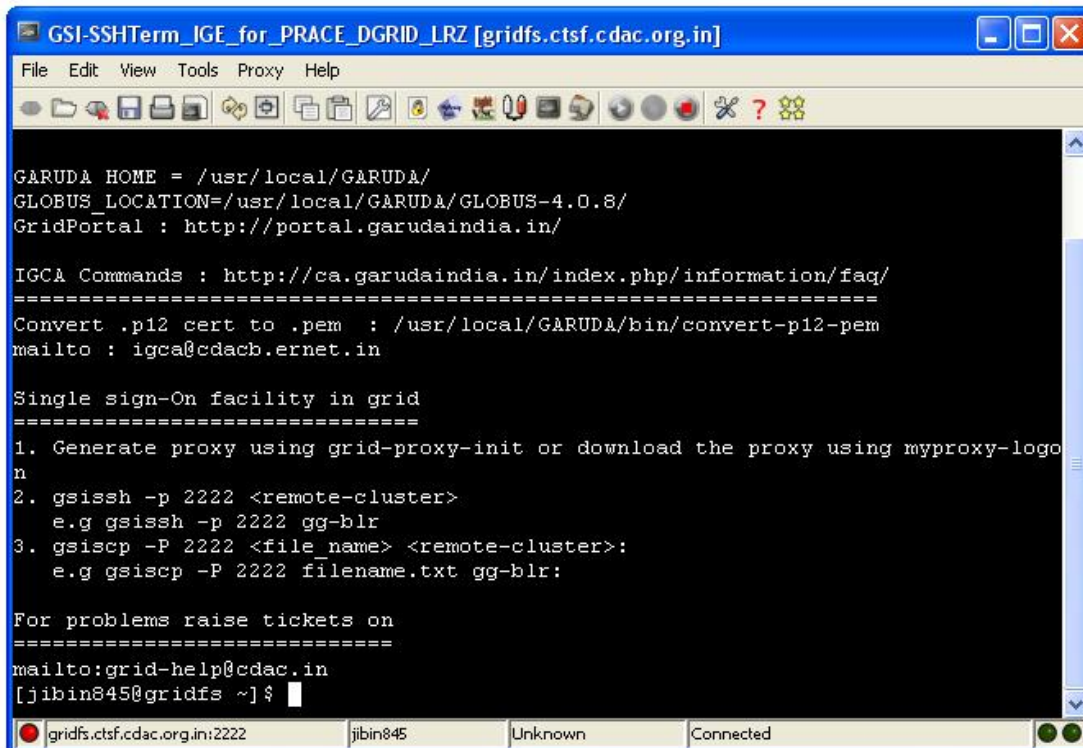 GSI-SSHTerm_IGE_for_PRACE_DGRID_LRZ [gridfs.ctsf.cdac.org.in]
File Edit View Tools Proxy Help
GARUDA HOME = /usr/local/GARUDA/
GLOBUS_LOCATION=/usr/local/GARUDA/GLOBUS-4.0.8/
GridPortal : http://portal.garudaindia.in/
IGCA Commands : http://ca.garudaindia.in/index.php/information/faq/
==================================================================
Convert .p12 cert to .pem  : /usr/local/GARUDA/bin/convert-p12-pem
mailto : igca@cdacb.ernet.in
Single sign-On facility in grid
===============================
1. Generate proxy using grid-proxy-init or download the proxy using myproxy-logo
n
2. gsissh -p 2222 <remote-cluster>
   e.g gsissh -p 2222 gg-blr
3. gsiscp -P 2222 <file_name> <remote-cluster>:
   e.g gsiscp -P 2222 filename.txt gg-blr:
For problems raise tickets on
=============================
mailto:grid-help@cdac.in
[jibin845@gridfs ~]$
gridfs.ctsf.cdac.org.in:2222 jibin845 Unknown Connected